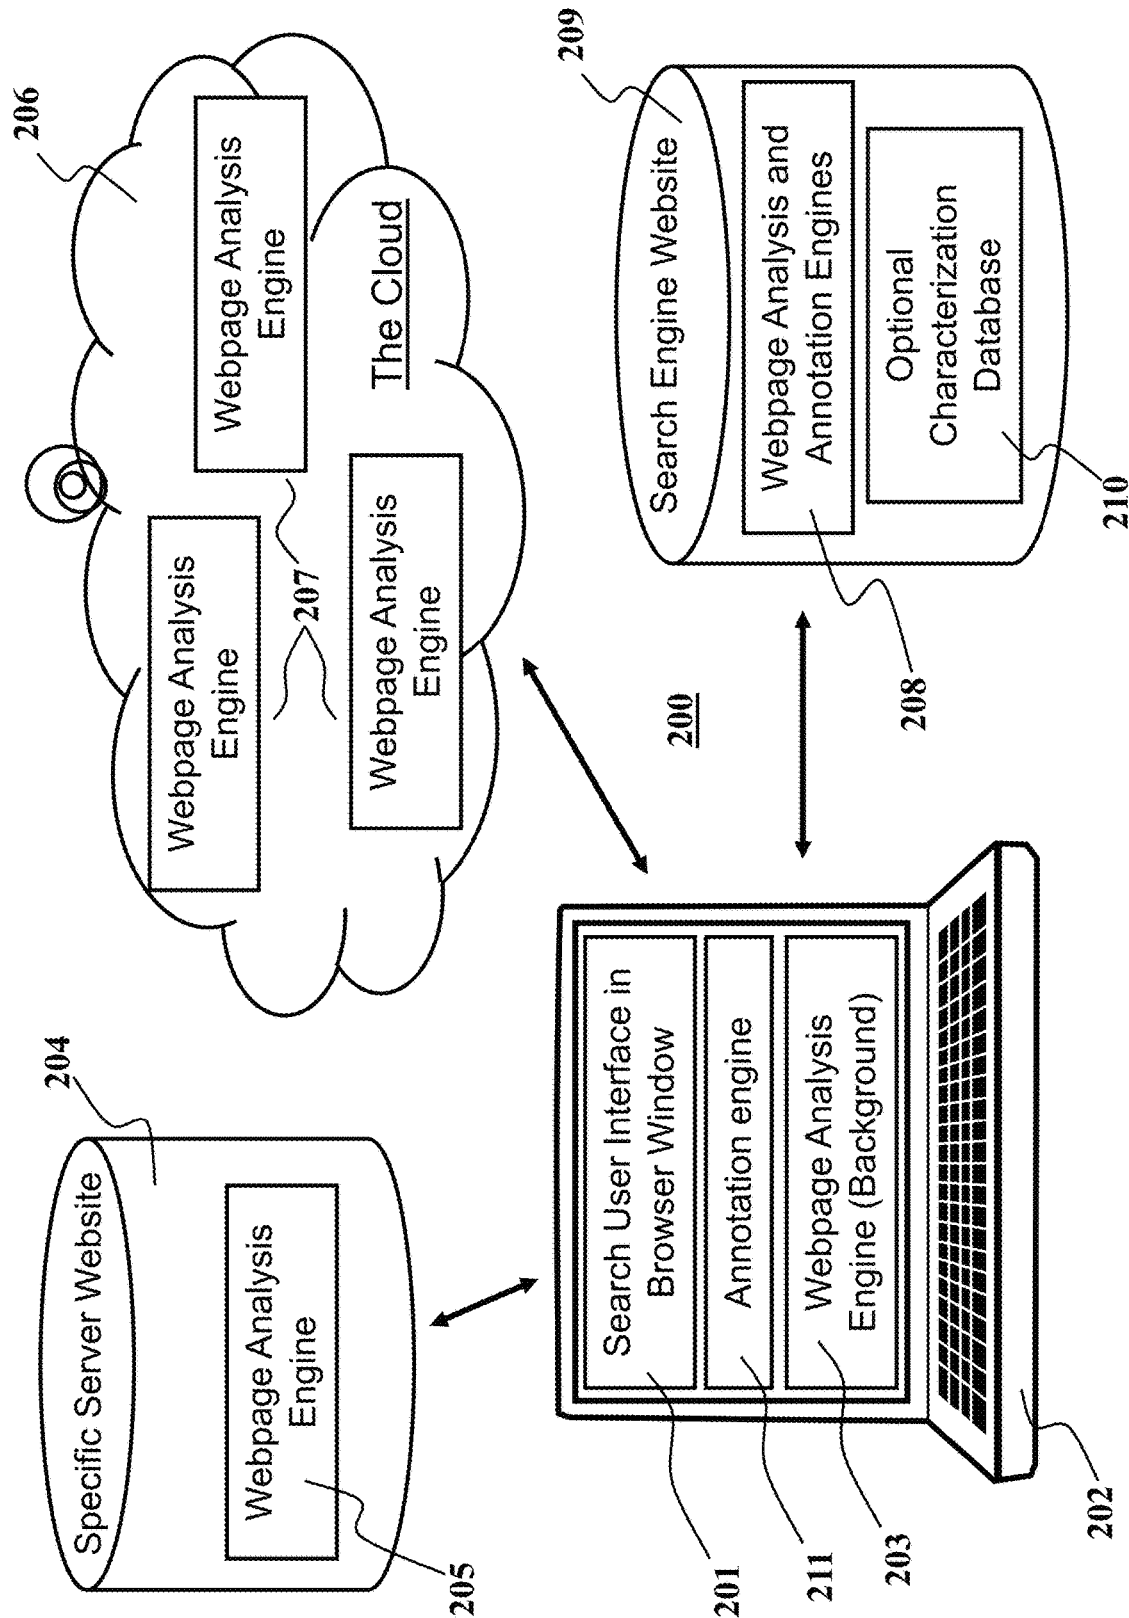 Specific Server Website
204
Webpage Analysis
Engine
205
206
Webpage Analysis
Engine
Webpage Analysis
Engine
207
Webpage Analysis
Engine
The Cloud
Search User Interface in
Browser Window
201
Annotation engine
211
Webpage Analysis
Engine (Background)
203
202
200
209
Search Engine Website
Webpage Analysis and
Annotation Engines
208
Optional
Characterization
Database
210